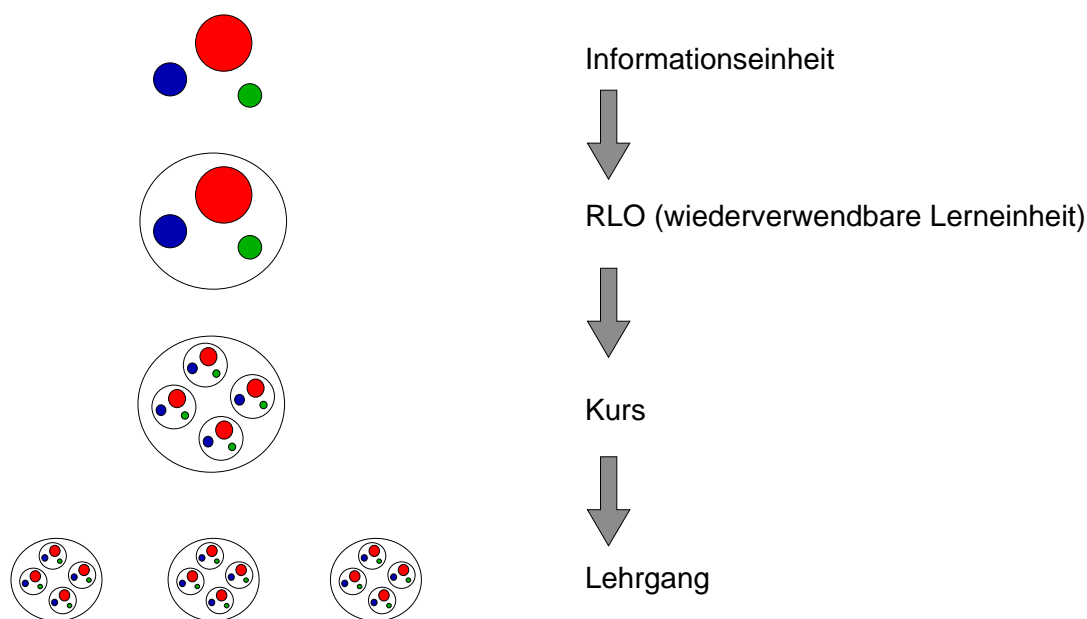 Informationseinheit
RLO (wiederverwendbare Lerneinheit)
Kurs
Lehrgang